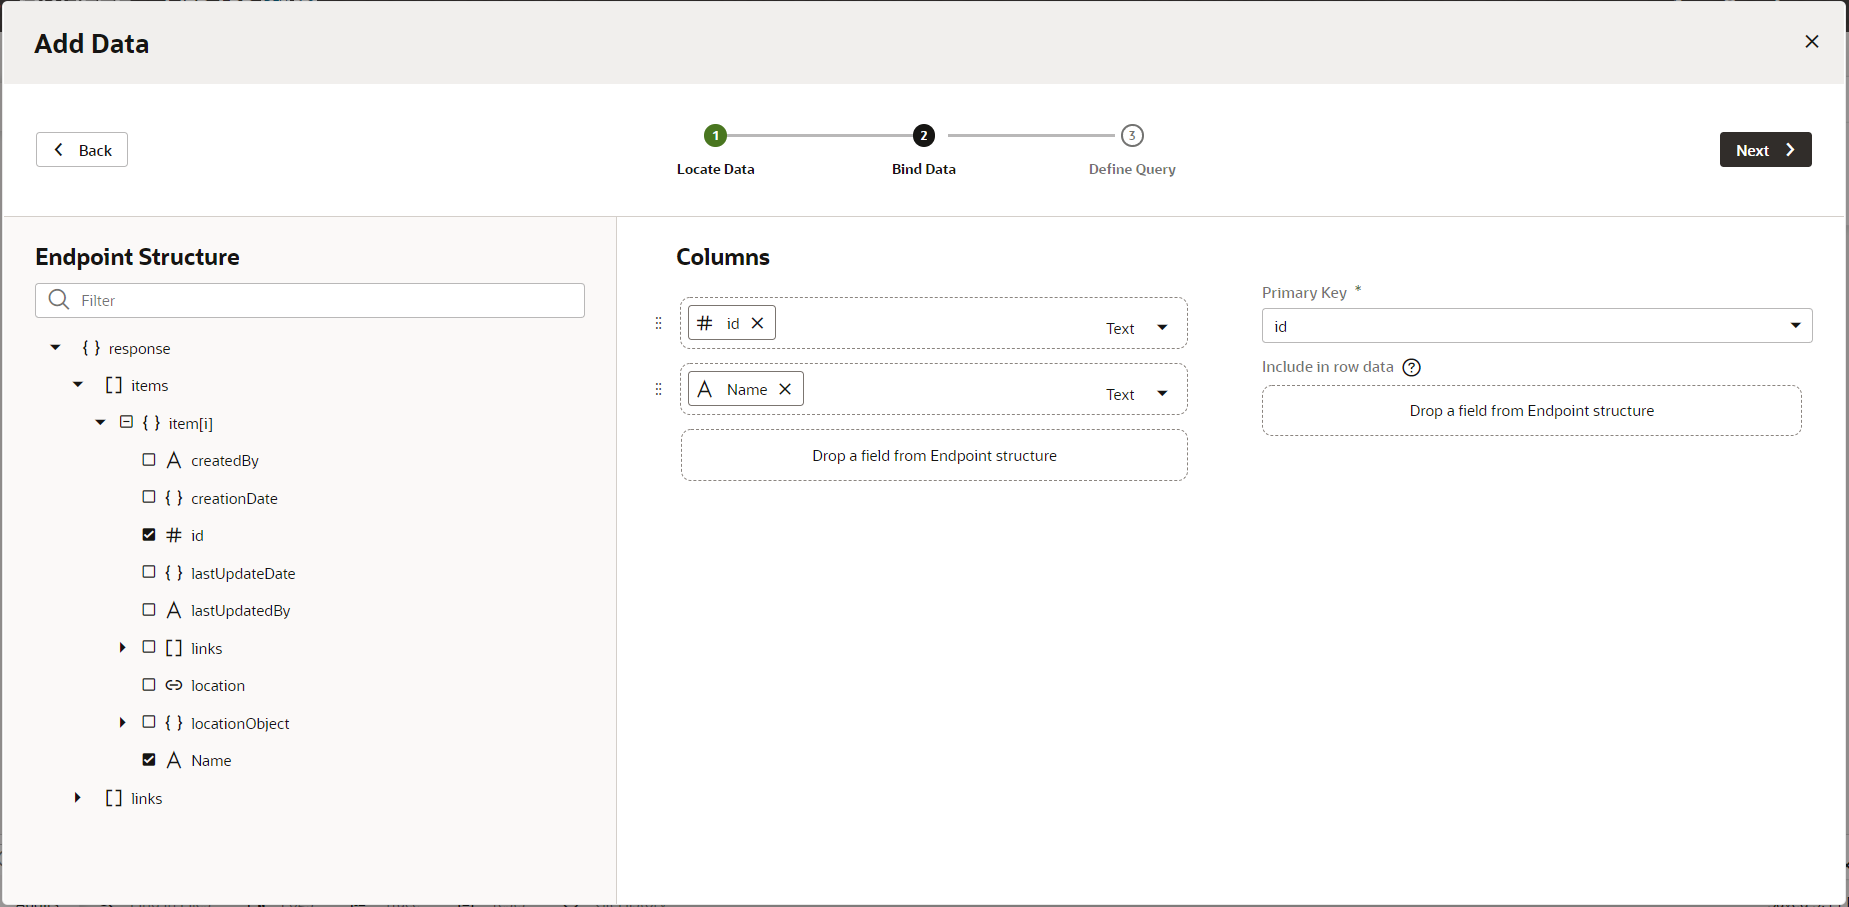 Add Data
Back
1
2
3
Locate Data
Bind Data
Define Query
Next
Endpoint Structure
Filter
{ } response
[ ] items
{ } item[i]
A createdBy
{ } creationDate
# id
{ } lastUpdateDate
A lastUpdatedBy
[ ] links
location
{ } locationObject
A Name
[ ] links
Columns
# id
Text
A Name
Text
Drop a field from Endpoint structure
Primary Key *
id
Include in row data ?
Drop a field from Endpoint structure